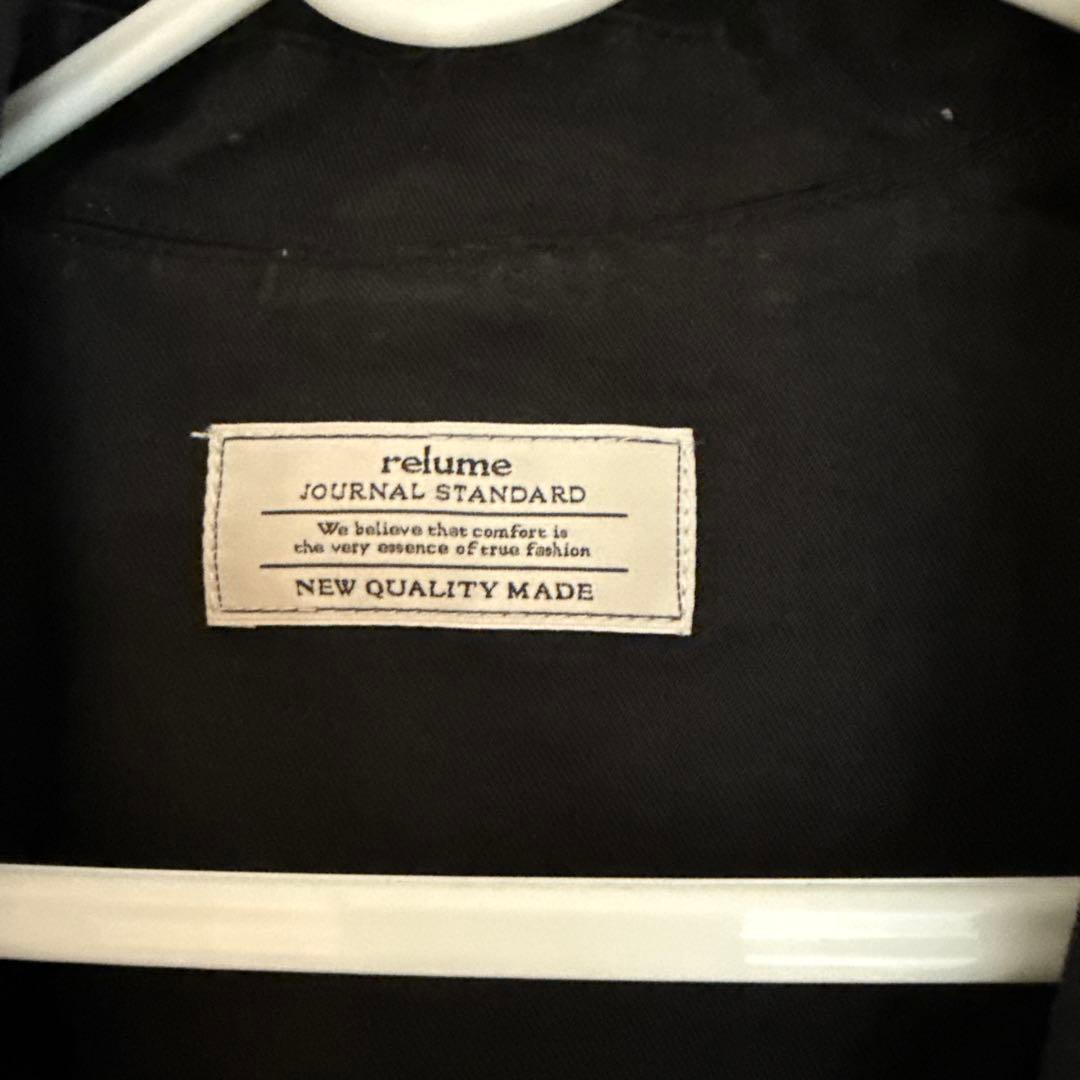 relume
JOURNAL STANDARD
We believe that comfort is
the very essence of true fashion
NEW QUALITY MADE